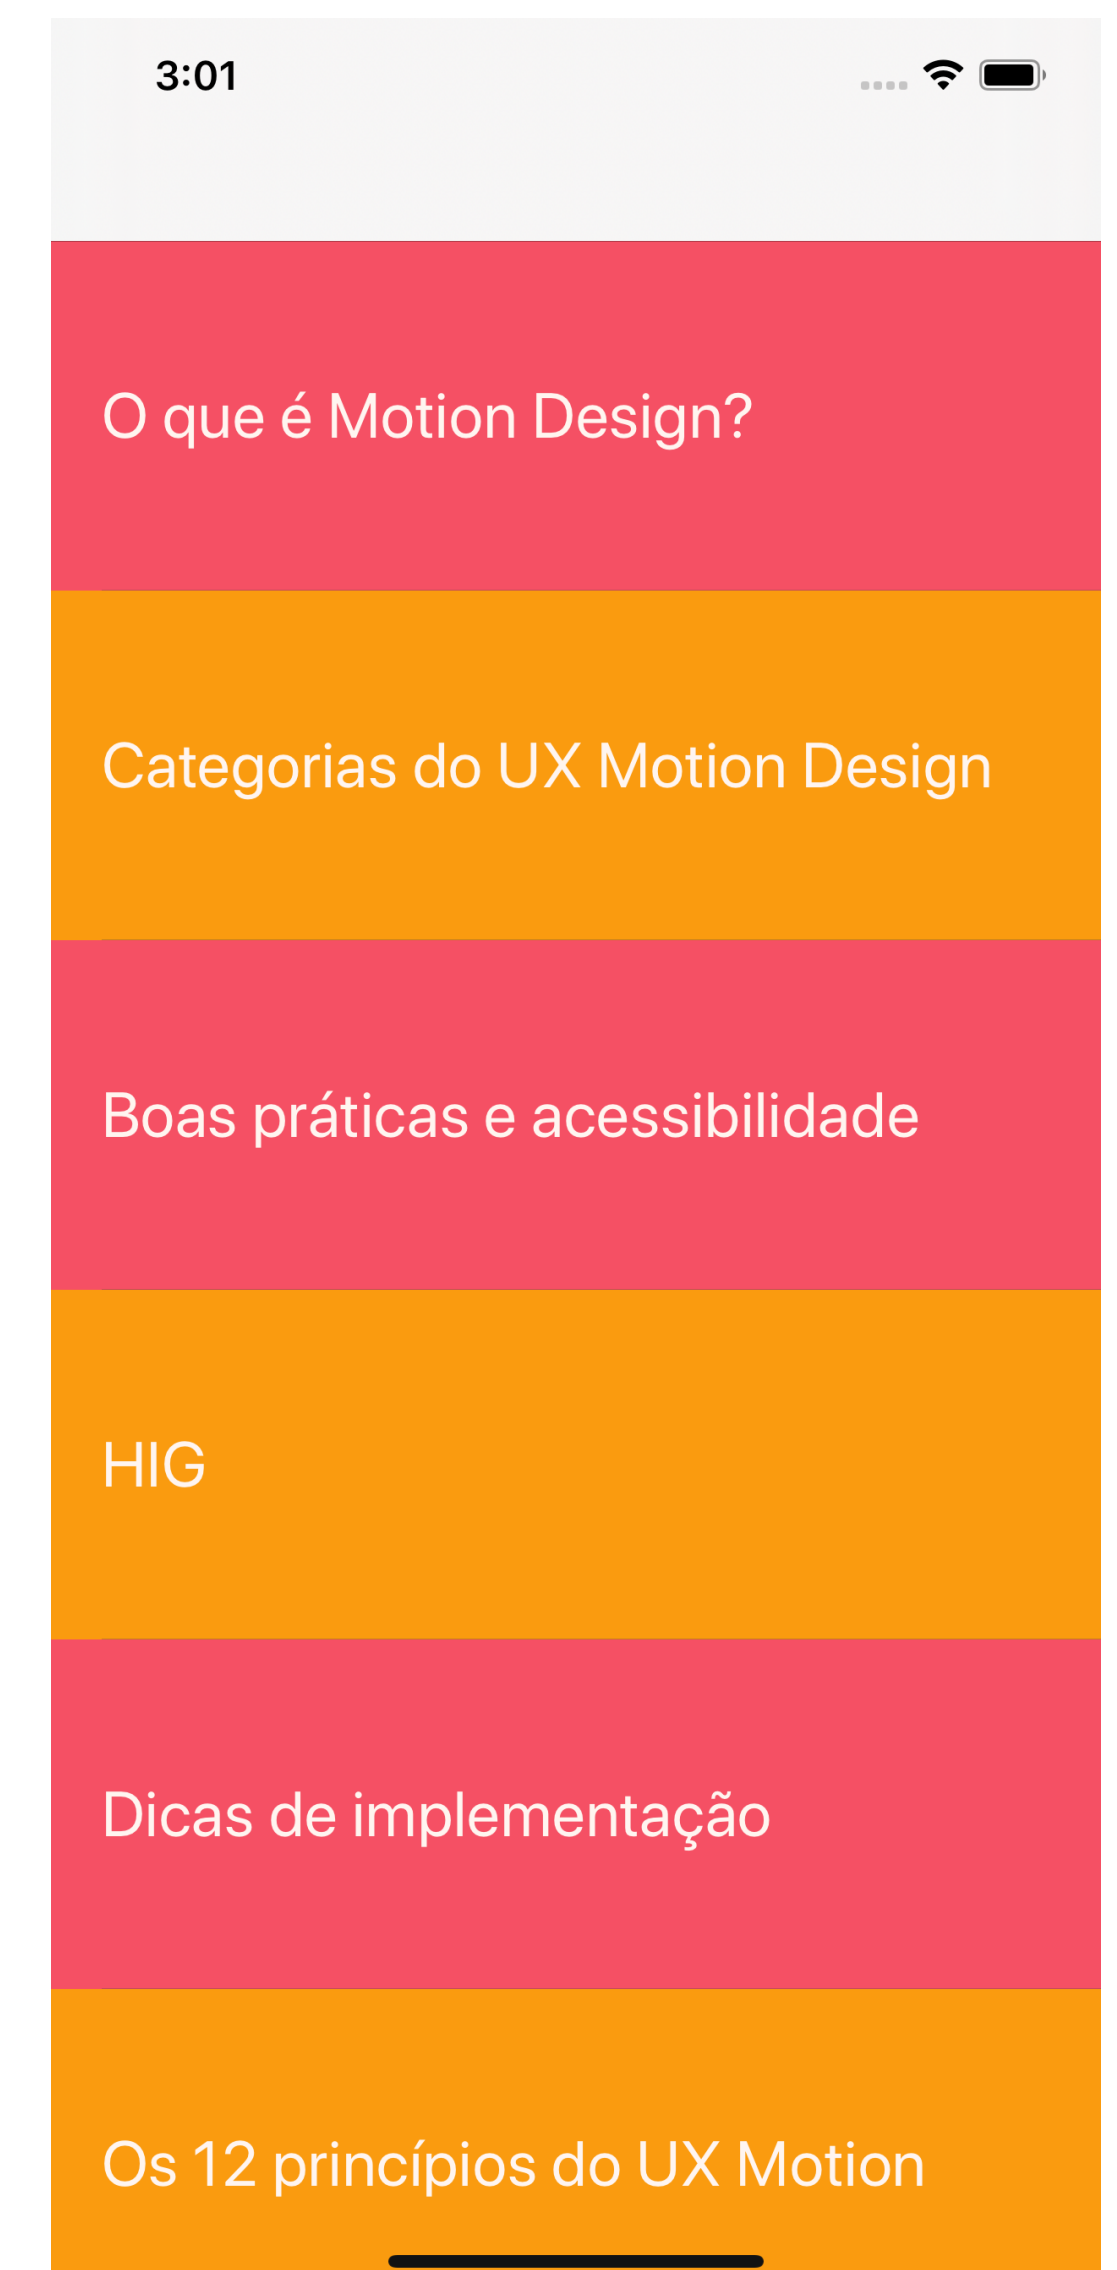 3:01
O que é Motion Design?
Categorias do UX Motion Design
Boas práticas e acessibilidade
HIG
Dicas de implementação
Os 12 princípios do UX Motion